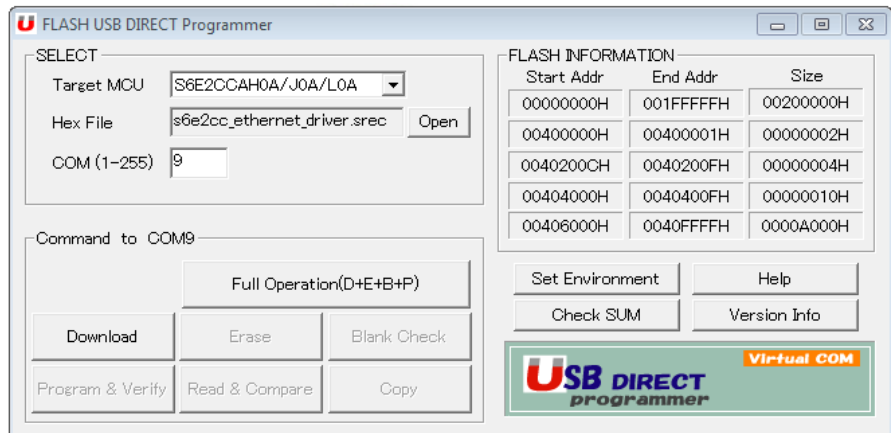 FLASH USB DIRECT Programmer
SELECT
Target MCU S6E2CCAH0A/J0A/L0A
Hex File s6e2cc_ethernet_driver.srec Open
COM (1-255) 9
Command to COM9
Full Operation(D+E+B+P)
Download Erase Blank Check
Program & Verify Read & Compare Copy
FLASH INFORMATION
Start Addr End Addr Size
00000000H 001FFFFFH 00200000H
00400000H 00400001H 00000002H
0040200CH 0040200FH 00000004H
00404000H 0040400FH 00000010H
00406000H 0040FFFFH 0000A000H
Set Environment Help
Check SUM Version Info
Virtual COM
USB DIRECT
programmer